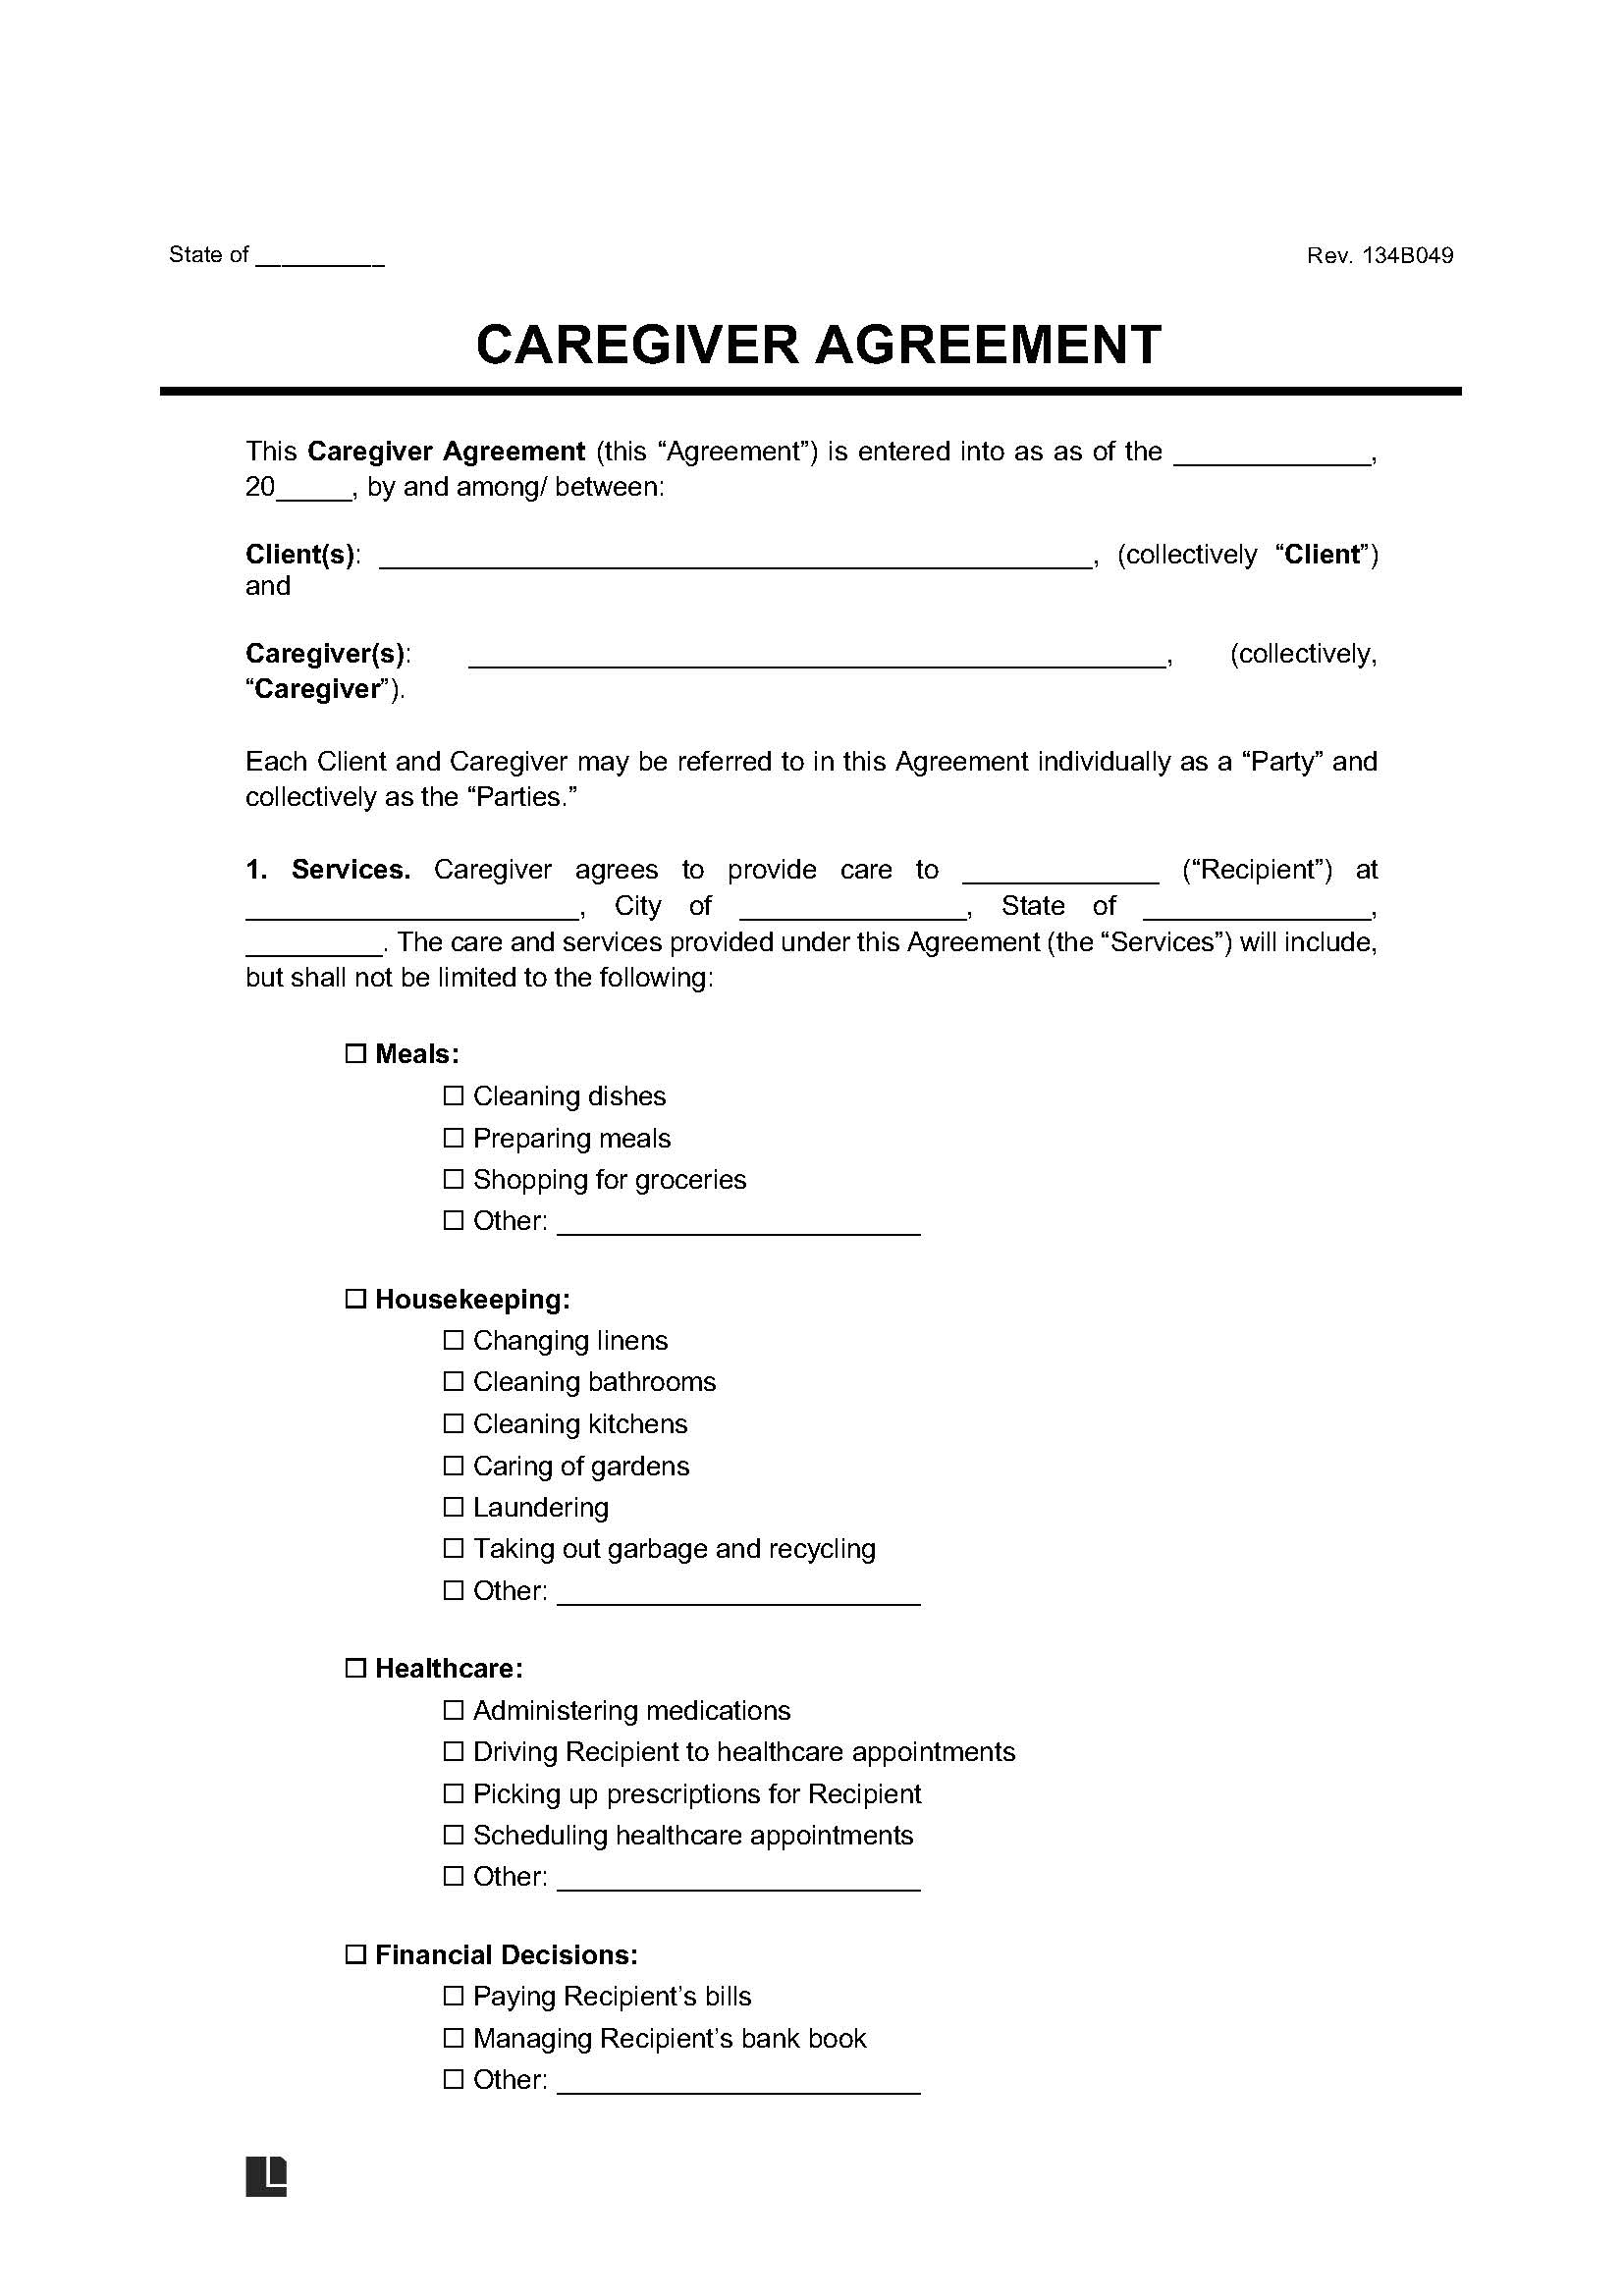 State of __________ Rev. 134B049
CAREGIVER AGREEMENT
This Caregiver Agreement (this “Agreement”) is entered into as as of the _____________,
20_____, by and among/ between:
Client(s): _______________________________________________, (collectively “Client”)
and
Caregiver(s): ______________________________________________, (collectively,
“Caregiver”).
Each Client and Caregiver may be referred to in this Agreement individually as a “Party” and
collectively as the “Parties.”
1. Services. Caregiver agrees to provide care to _____________ (“Recipient”) at
______________________, City of _______________, State of _______________,
_________. The care and services provided under this Agreement (the “Services”) will include,
but shall not be limited to the following:
☐ Meals:
☐ Cleaning dishes
☐ Preparing meals
☐ Shopping for groceries
☐ Other: ________________________
☐ Housekeeping:
☐ Changing linens
☐ Cleaning bathrooms
☐ Cleaning kitchens
☐ Caring of gardens
☐ Laundering
☐ Taking out garbage and recycling
☐ Other: ________________________
☐ Healthcare:
☐ Administering medications
☐ Driving Recipient to healthcare appointments
☐ Picking up prescriptions for Recipient
☐ Scheduling healthcare appointments
☐ Other: ________________________
☐ Financial Decisions:
☐ Paying Recipient’s bills
☐ Managing Recipient’s bank book
☐ Other: ________________________